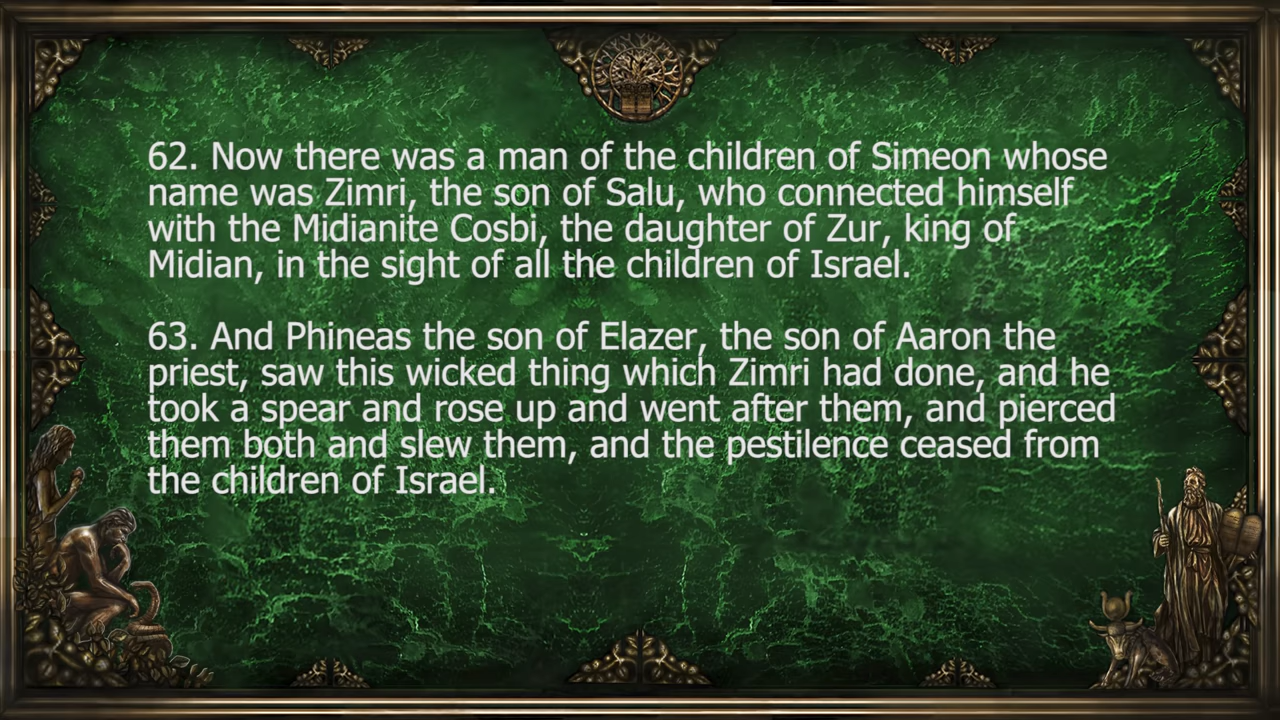 62. Now there was a man of the children of Simeon whose
name was Zimri, the son of Salu, who connected himself
with the Midianite Cosbi, the daughter of Zur, king of
Midian, in the sight of all the children of Israel.
63. And Phineas the son of Elazer, the son of Aaron the
priest, saw this wicked thing which Zimri had done, and he
took a spear and rose up and went after them, and pierced
them both and slew them, and the pestilence ceased from
the children of Israel.